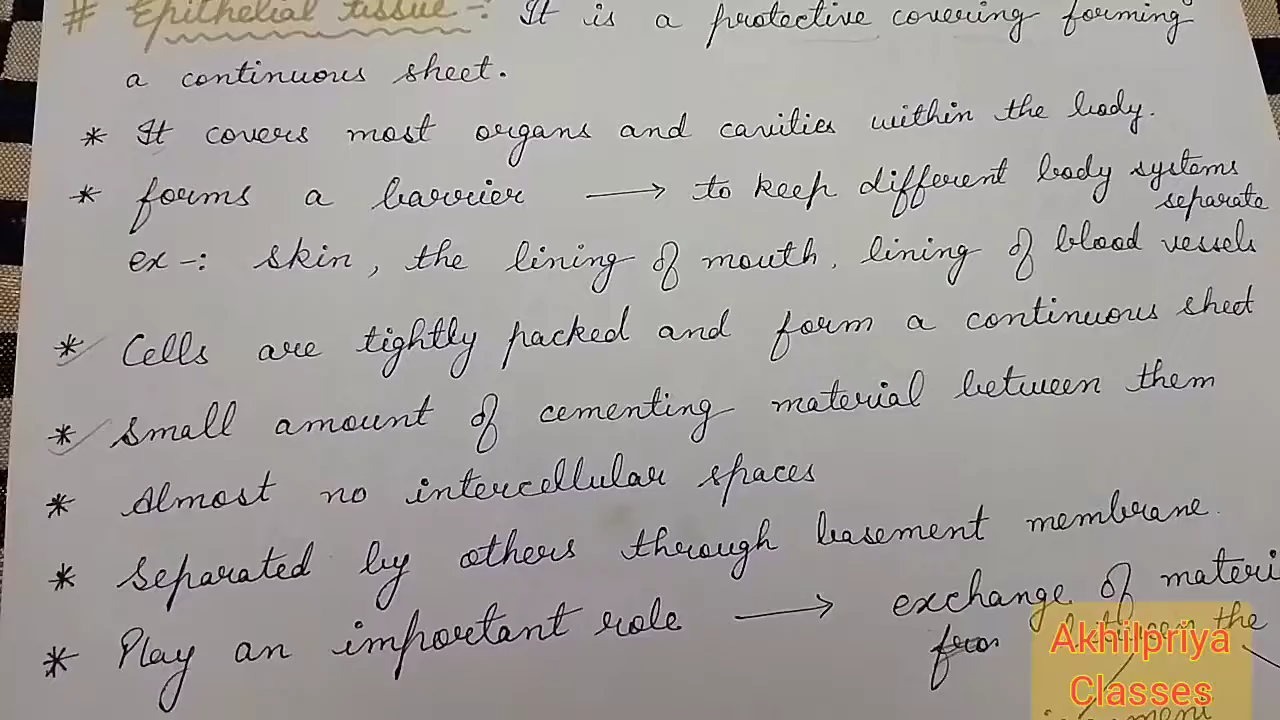 # Epithelial tissue -: It is a protective covering forming
a continuous sheet.
* It covers most organs and cavities within the body.
* forms a barrier → to keep different body systems
separate
ex -: skin, the lining of mouth, lining of blood vessels
* Cells are tightly packed and form a continuous sheet
* Small amount of cementing material between them
* Almost no intercellular spaces
* Separated by others through basement membrane.
* Play an important role → exchange of materi
between the
Akhilpriya
Classes